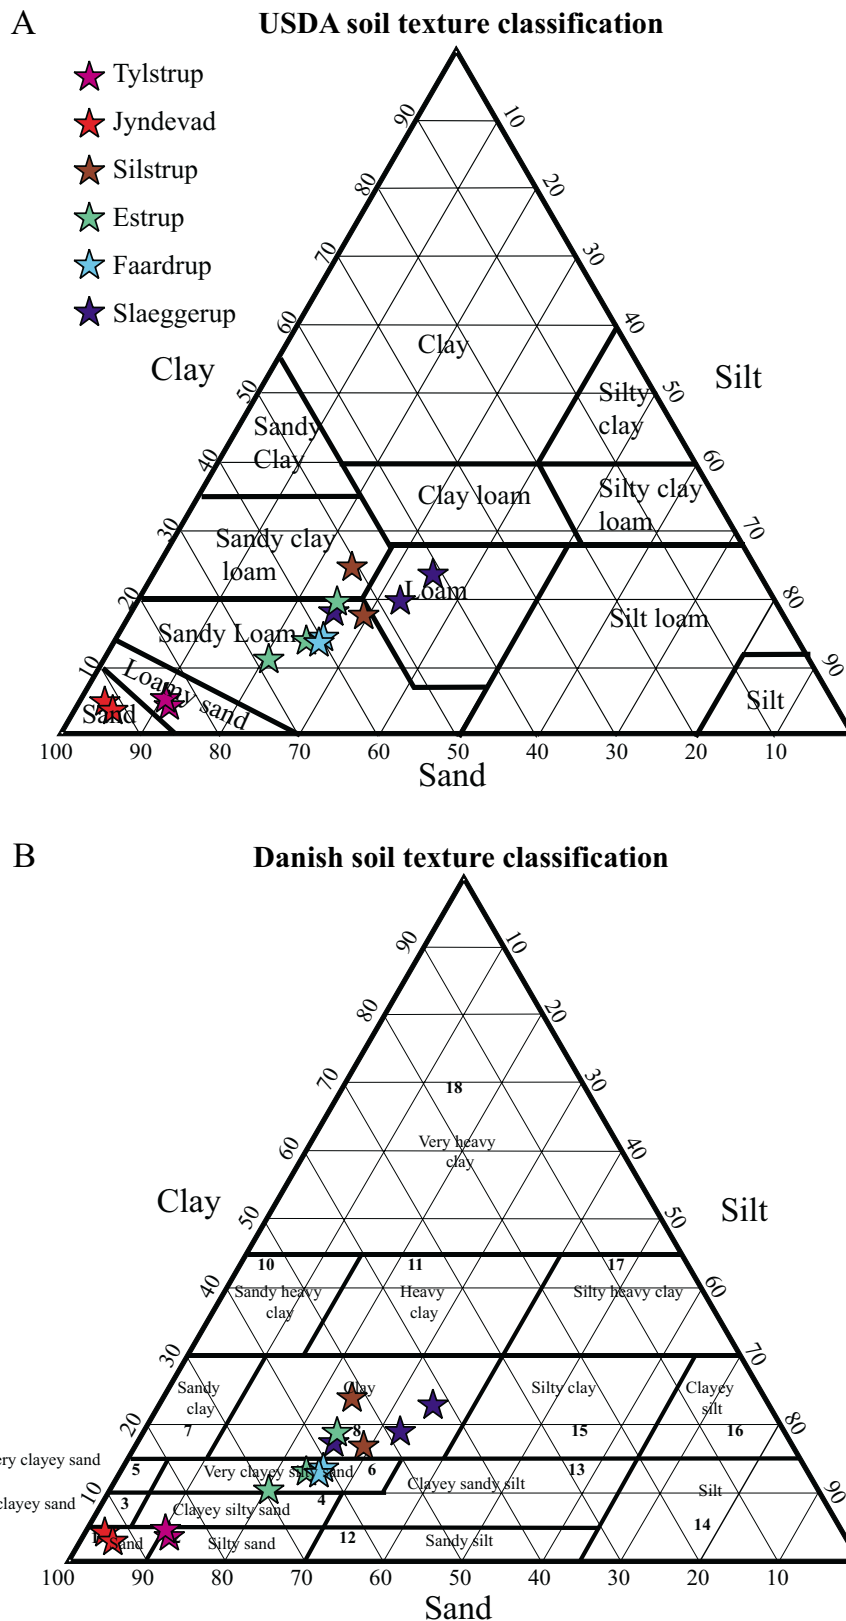 A
USDA soil texture classification
Tylstrup
Jyndevad
Silstrup
Estrup
Faardrup
Slaeggerup
90
10
80
20
70
30
60
40
Clay
Clay
Silt
50
50
Silty
clay
Sandy
Clay
40
60
Clay loam
Silty clay
loam
30
70
Sandy clay
loam
20
80
Loam
Silt loam
Sandy Loam
10
90
Loamy sand
Silt
Sand
100 90 80 70 60 50 40 30 20 10
Sand
B
Danish soil texture classification
90
10
80
20
70
30
18
Very heavy
clay
60
40
Clay
Silt
50
50
10 11 17
40
60
Sandy heavy
clay
Heavy
clay
Silty heavy clay
30
70
Sandy
clay
Clay
Silty clay
Clayey
silt
20
80
7 8 15 16
ery clayey sand
5
Very clayey silty sand
6
13
10
90
Clayey sandy silt
Silt
clayey sand
3
Clayey silty sand
4
14
Sand
Silty sand
12
Sandy silt
100 90 80 70 60 50 40 30 20 10
Sand